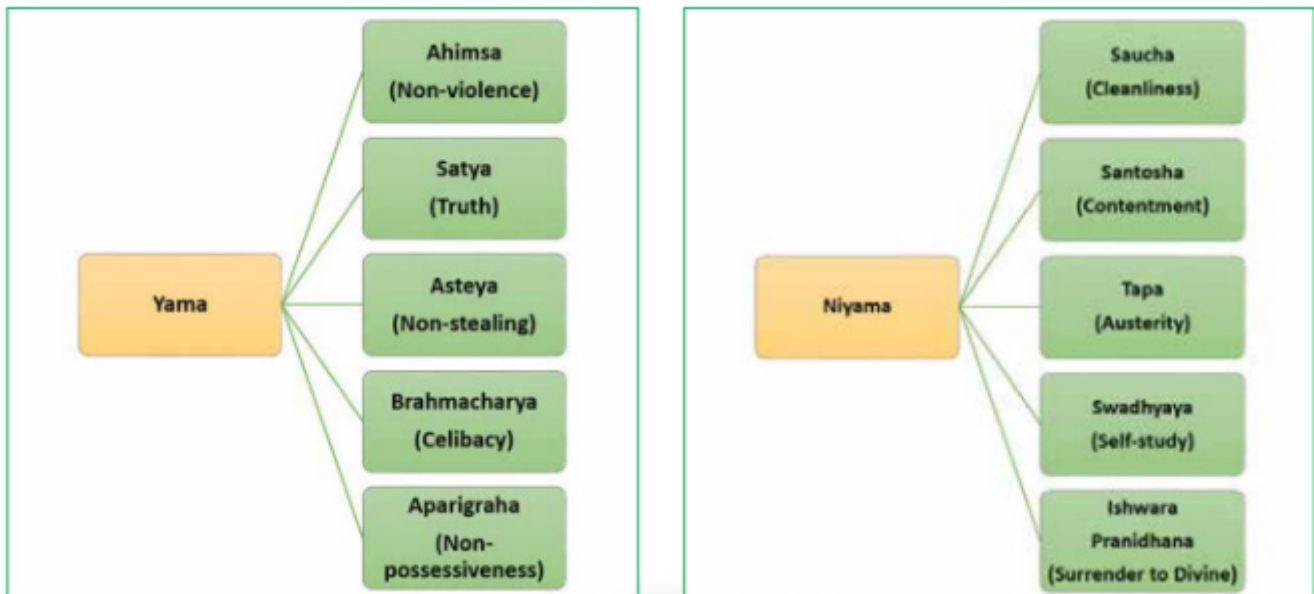 Yama
Ahimsa
(Non-violence)
Satya
(Truth)
Asteya
(Non-stealing)
Brahmacharya
(Celibacy)
Aparigraha
(Non-
possessiveness)
Niyama
Saucha
(Cleanliness)
Santosha
(Contentment)
Tapa
(Austerity)
Swadhyaya
(Self-study)
Ishwara
Pranidhana
(Surrender to Divine)